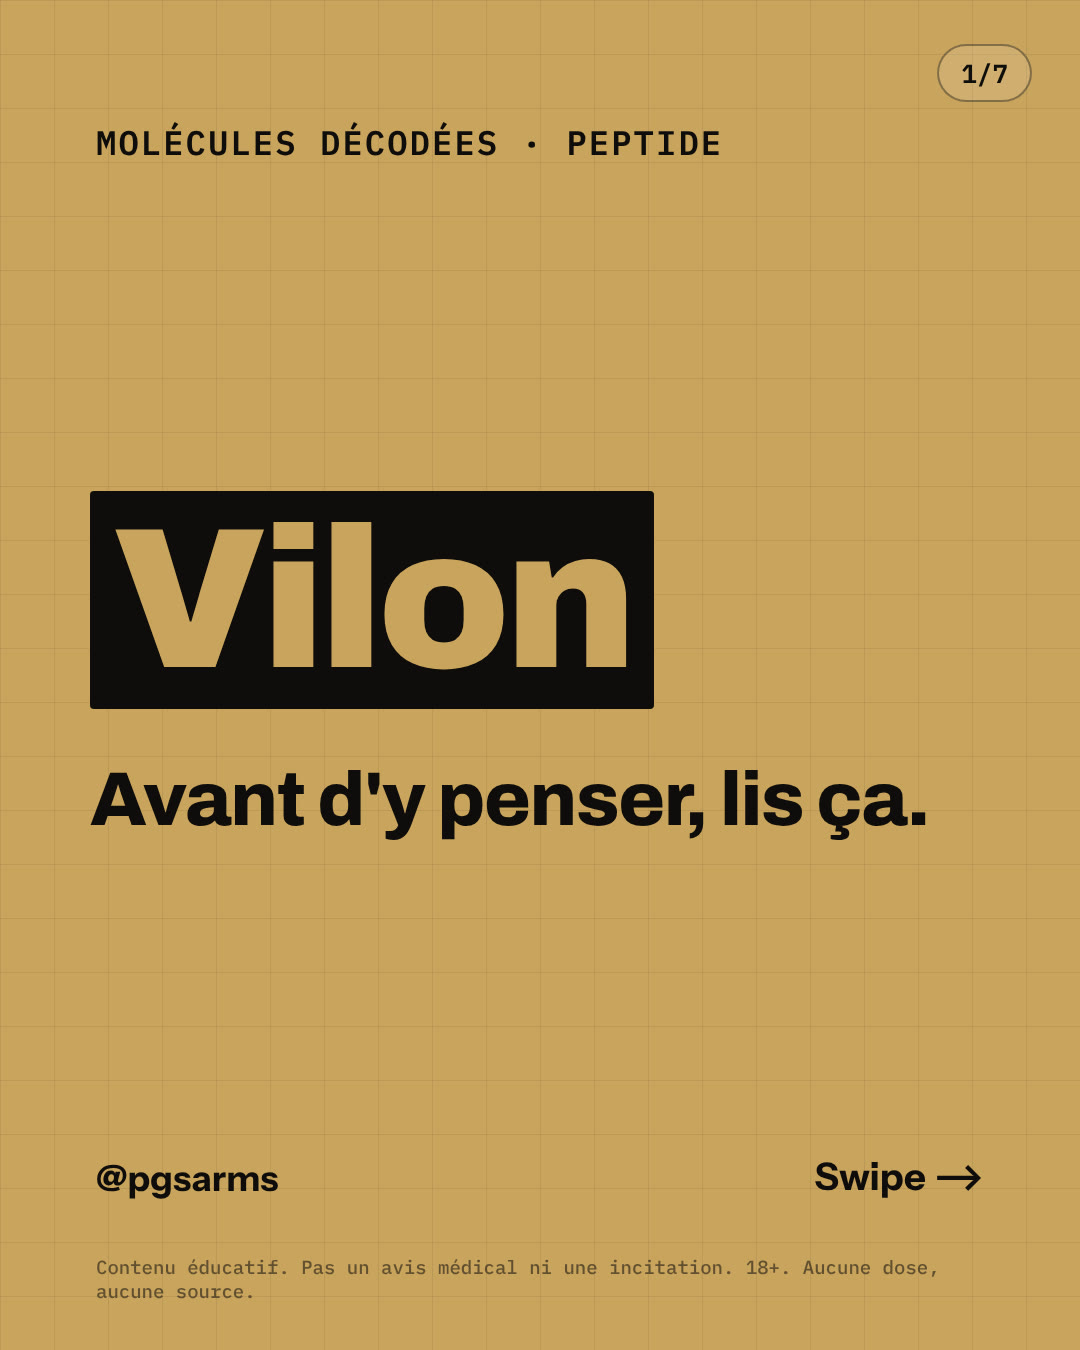 1/7
MOLÉCULES DÉCODÉES · PEPTIDE
Vilon
Avant d'y penser, lis ça.
@pgsarms
Swipe →
Contenu éducatif. Pas un avis médical ni une incitation. 18+. Aucune dose,
aucune source.